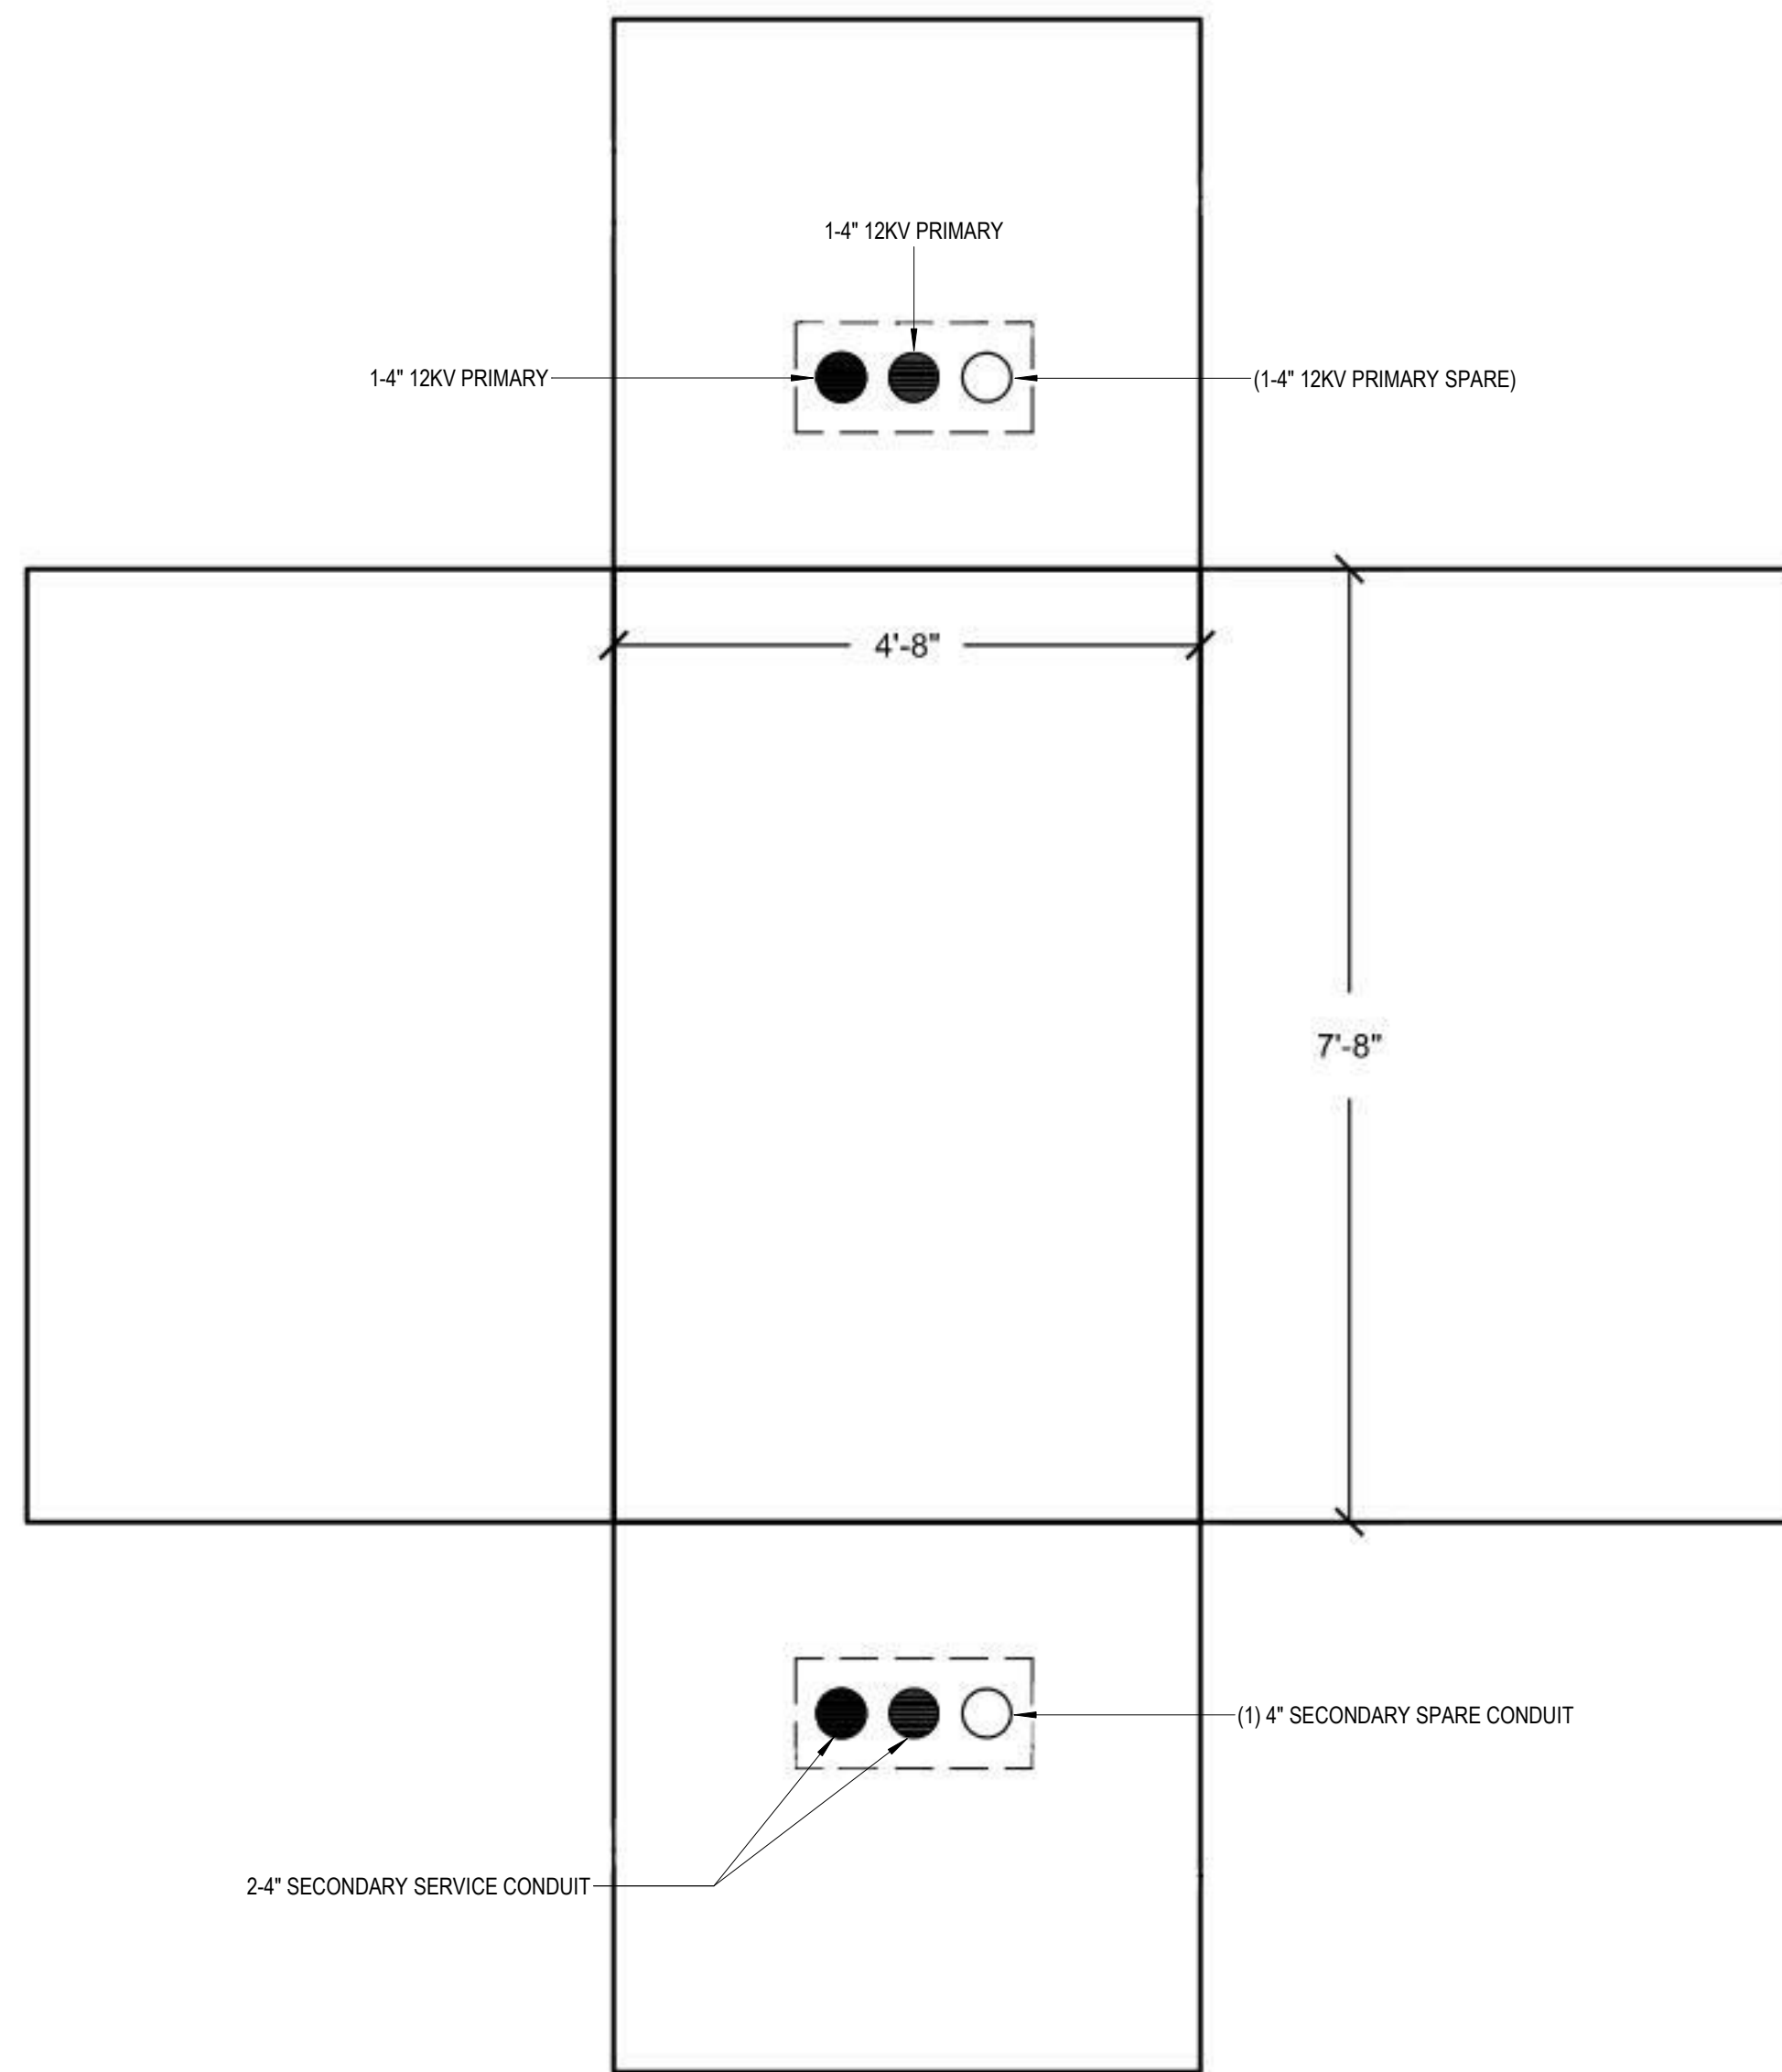 1-4" 12KV PRIMARY
1-4" 12KV PRIMARY
(1-4" 12KV PRIMARY SPARE)
4'-8"
7'-8"
(1) 4" SECONDARY SPARE CONDUIT
2-4" SECONDARY SERVICE CONDUIT